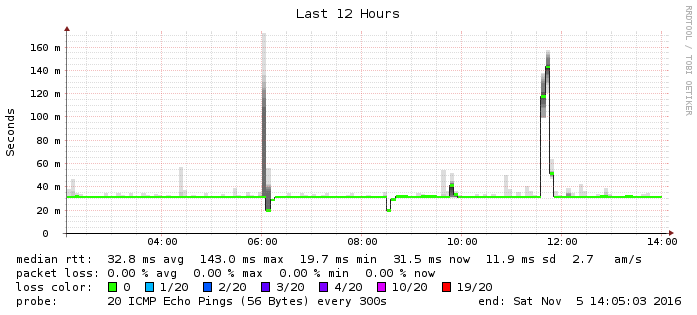 Last 12 Hours
RRDTOOL / TOBI OETIKER
Seconds
160 m
140 m
120 m
100 m
80 m
60 m
40 m
20 m
0
04:00 06:00 08:00 10:00 12:00 14:00
median rtt: 32.8 ms avg 143.0 ms max 19.7 ms min 31.5 ms now 11.9 ms sd 2.7 am/s
packet loss: 0.00 % avg 0.00 % max 0.00 % min 0.00 % now
loss color: 0 1/20 2/20 3/20 4/20 10/20 19/20
probe: 20 ICMP Echo Pings (56 Bytes) every 300s end: Sat Nov 5 14:05:03 2016